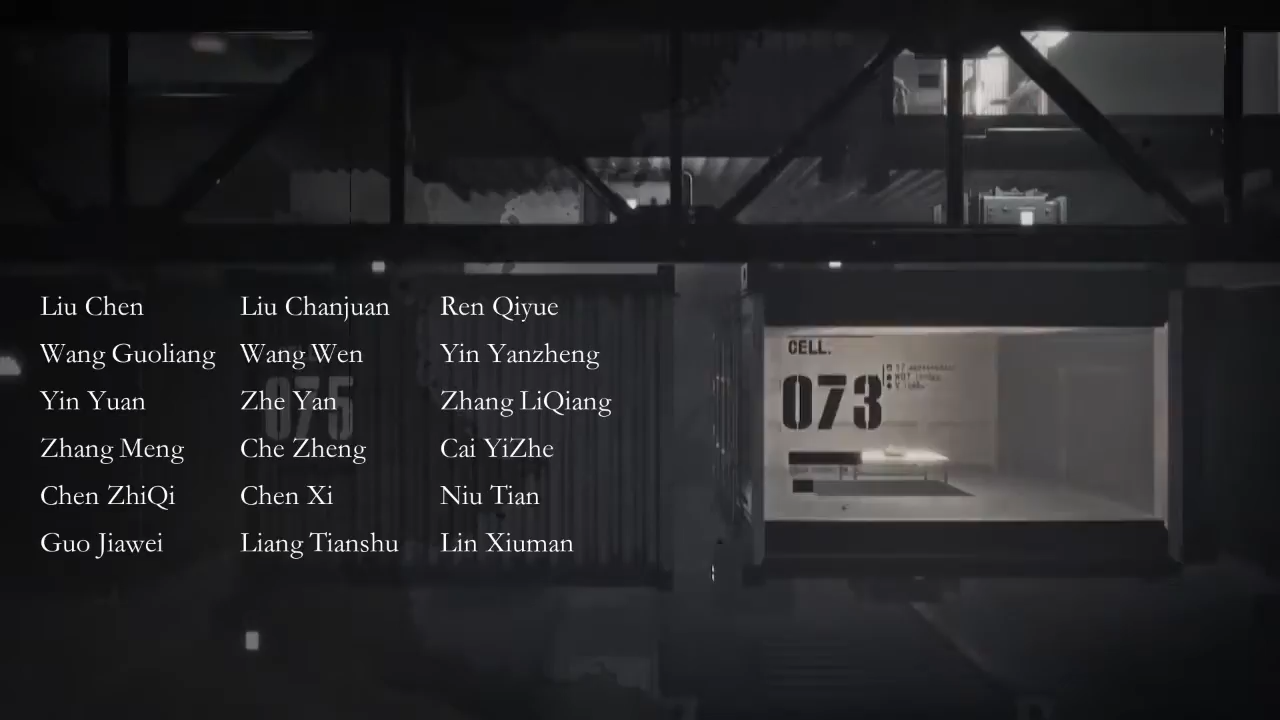 Liu Chen Liu Chanjuan Ren Qiyue
Wang Guoliang Wang Wen Yin Yanzheng
Yin Yuan Zhe Yan Zhang LiQiang
Zhang Meng Che Zheng Cai YiZhe
Chen ZhiQi Chen Xi Niu Tian
Guo Jiawei Liang Tianshu Lin Xiuman
075
CELL.
073